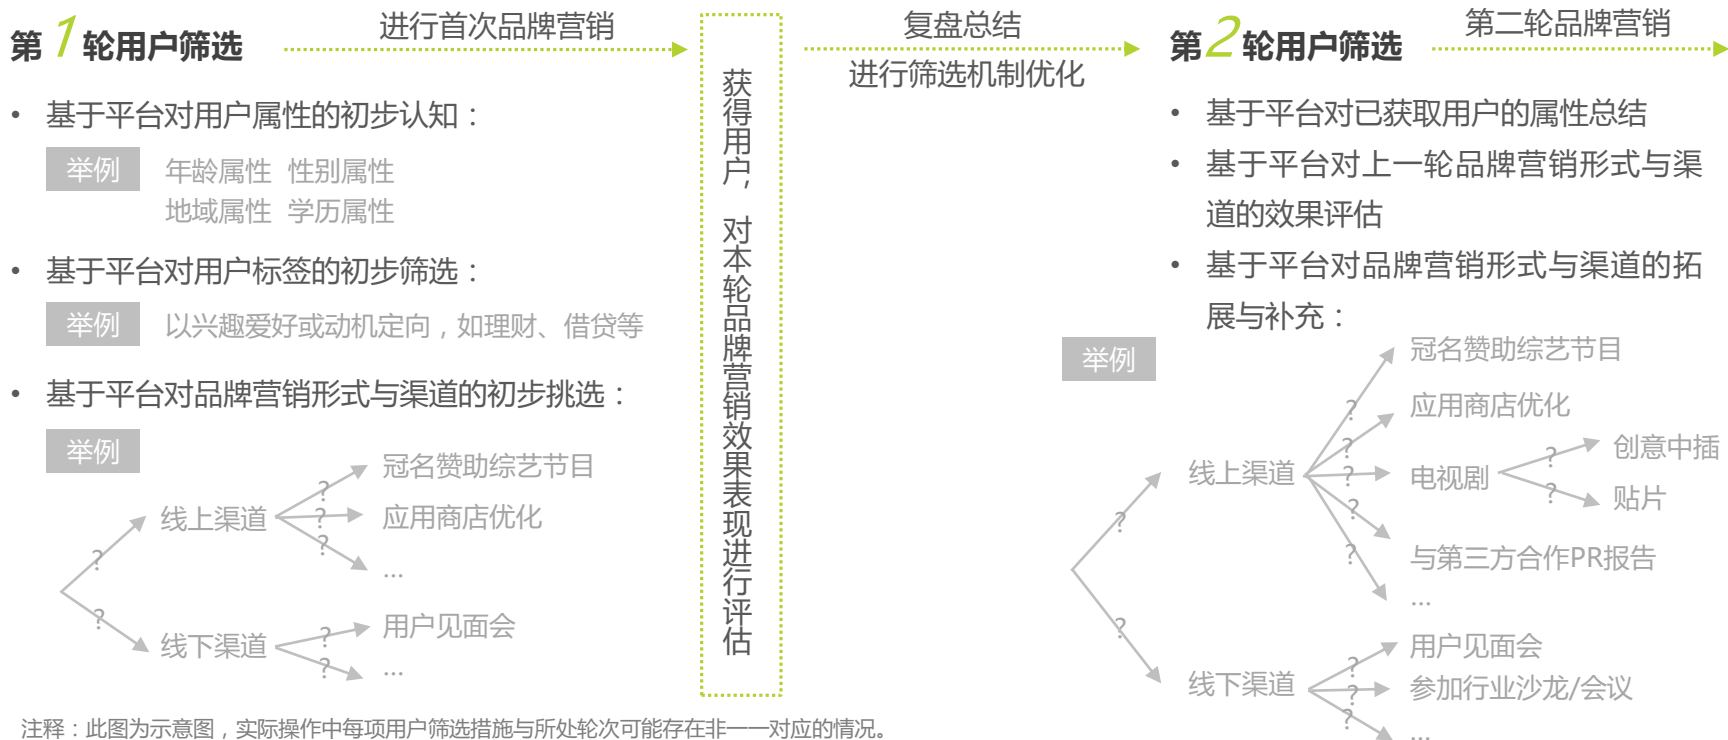 第1轮用户筛选
进行首次品牌营销
• 基于平台对用户属性的初步认知：
举例
年龄属性 性别属性
地域属性 学历属性
• 基于平台对用户标签的初步筛选：
举例
以兴趣爱好或动机定向，如理财、借贷等
• 基于平台对品牌营销形式与渠道的初步挑选：
举例
?
?
线上渠道
?
?
?
冠名赞助综艺节目
应用商店优化
...
线下渠道
?
?
用户见面会
...
获得用户，对本轮品牌营销效果表现进行评估
复盘总结
进行筛选机制优化
第2轮用户筛选
第二轮品牌营销
• 基于平台对已获取用户的属性总结
• 基于平台对上一轮品牌营销形式与渠
道的效果评估
• 基于平台对品牌营销形式与渠道的拓
展与补充：
举例
?
?
线上渠道
?
?
?
?
?
冠名赞助综艺节目
应用商店优化
电视剧
?
?
创意中插
贴片
与第三方合作PR报告
...
线下渠道
?
?
?
用户见面会
参加行业沙龙/会议
...
注释：此图为示意图，实际操作中每项用户筛选措施与所处轮次可能存在非一一对应的情况。